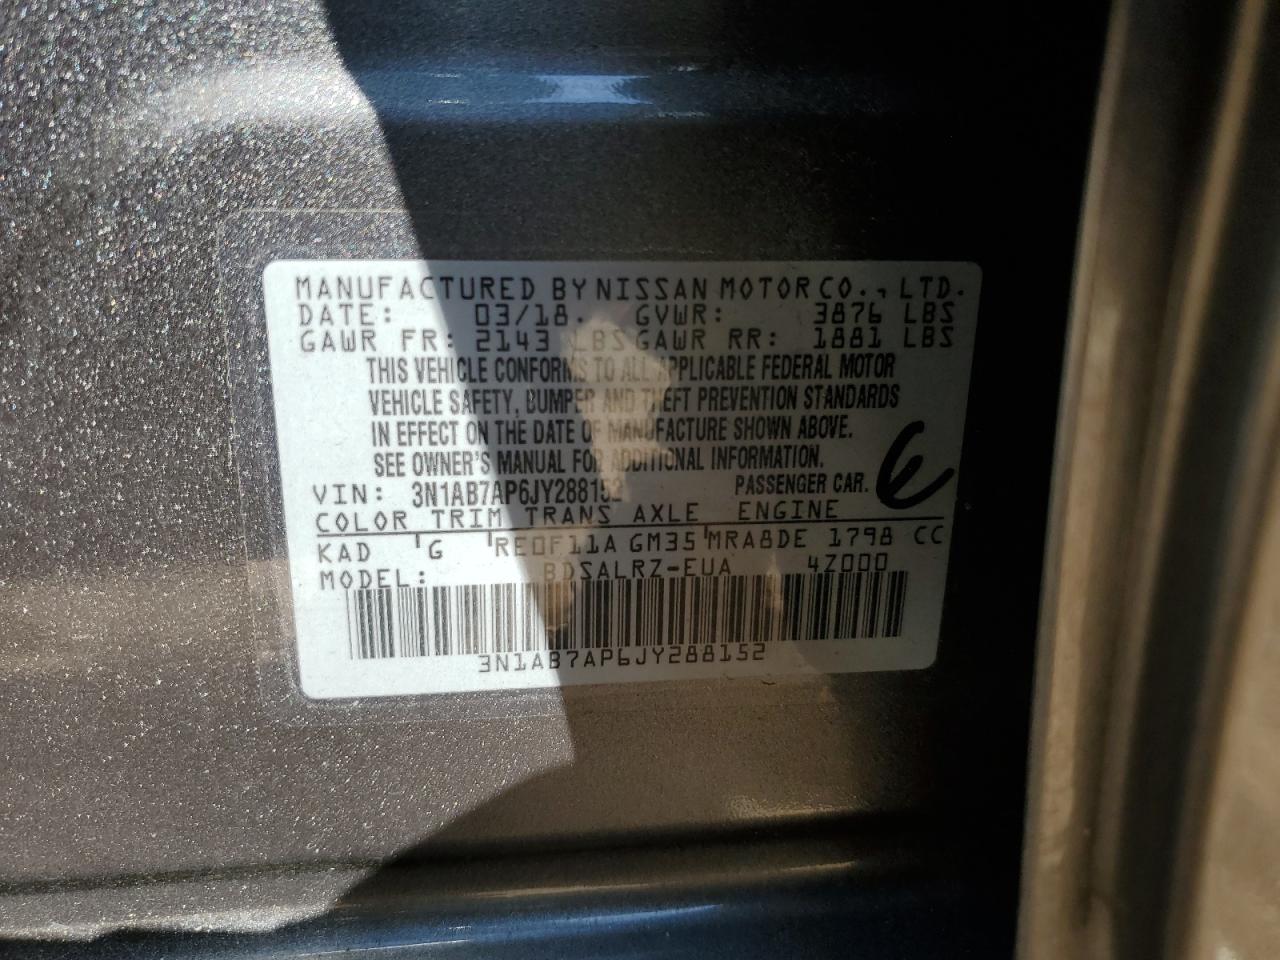 MANUFACTURED BY NISSAN MOTOR CO., LTD.
DATE: 03/18. GVWR: 3876 LBS
GAWR FR: 2143 LBS GAWR RR: 1881 LBS
THIS VEHICLE CONFORMS TO ALL APPLICABLE FEDERAL MOTOR
VEHICLE SAFETY, BUMPER AND THEFT PREVENTION STANDARDS
IN EFFECT ON THE DATE OF MANUFACTURE SHOWN ABOVE.
SEE OWNER'S MANUAL FOR ADDITIONAL INFORMATION.
VIN: 3N1AB7AP6JY288152 PASSENGER CAR.
COLOR TRIM TRANS AXLE ENGINE
KAD G RE0F11A GM35 MRA8DE 1798 CC
MODEL: BDSALRZ-EUA 4Z000
3N1AB7AP6JY288152